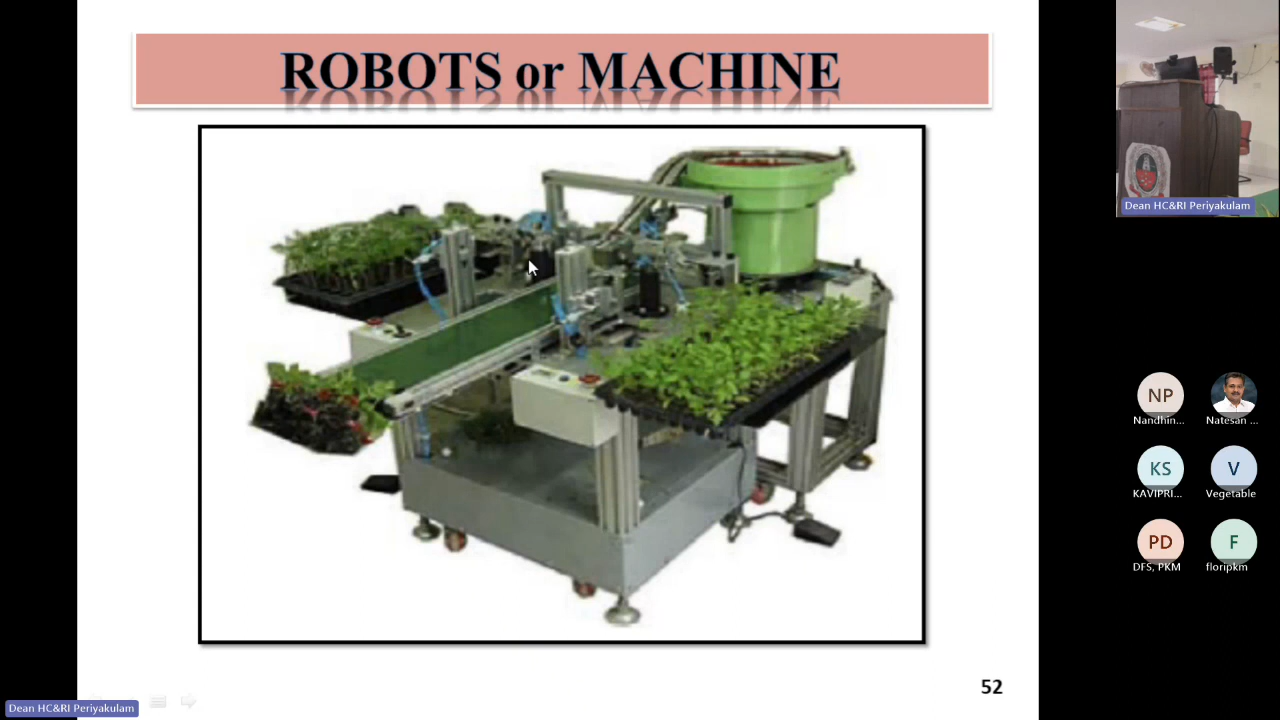 ROBOTS or MACHINE
52
Dean HC&RI Periyakulam
NP
Nandhin...
Natesan ...
KS
KAVIPRI...
V
Vegetable
PD
DFS, PKM
F
floripkm
Dean HC&RI Periyakulam